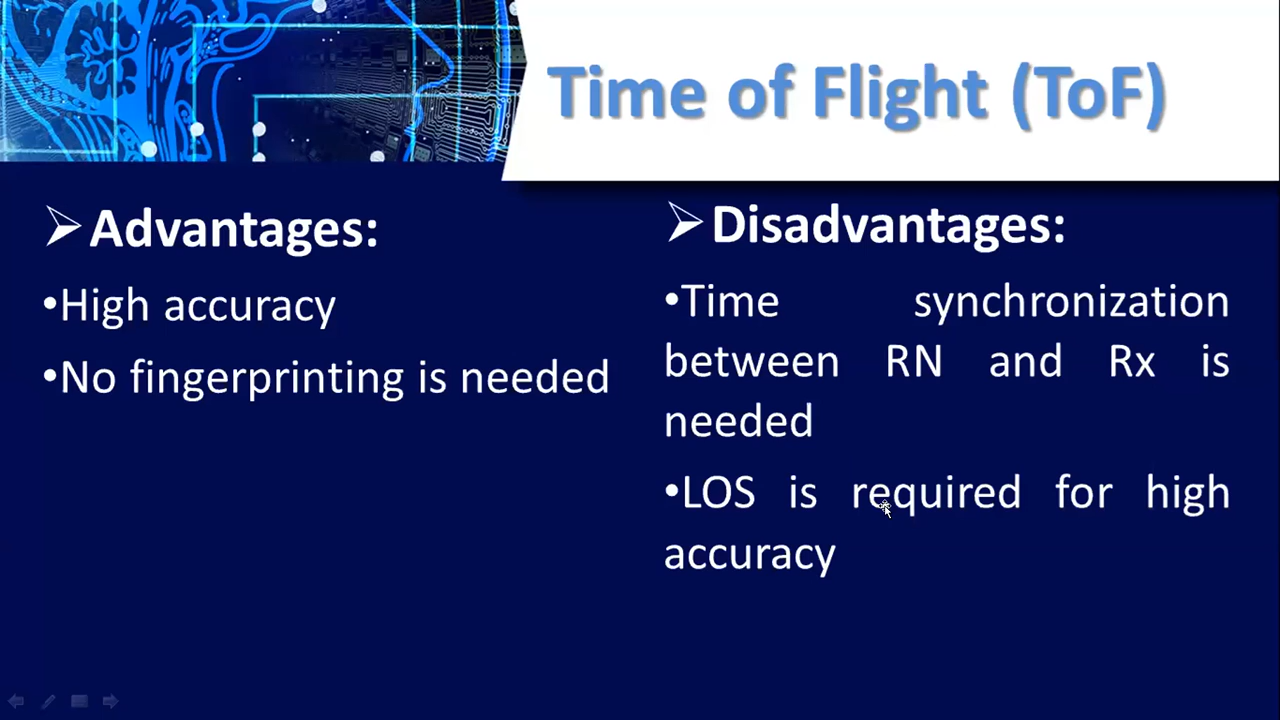 Time of Flight (ToF)
➢Advantages:
•High accuracy
•No fingerprinting is needed
➢Disadvantages:
•Time synchronization
between RN and Rx is
needed
•LOS is required for high
accuracy